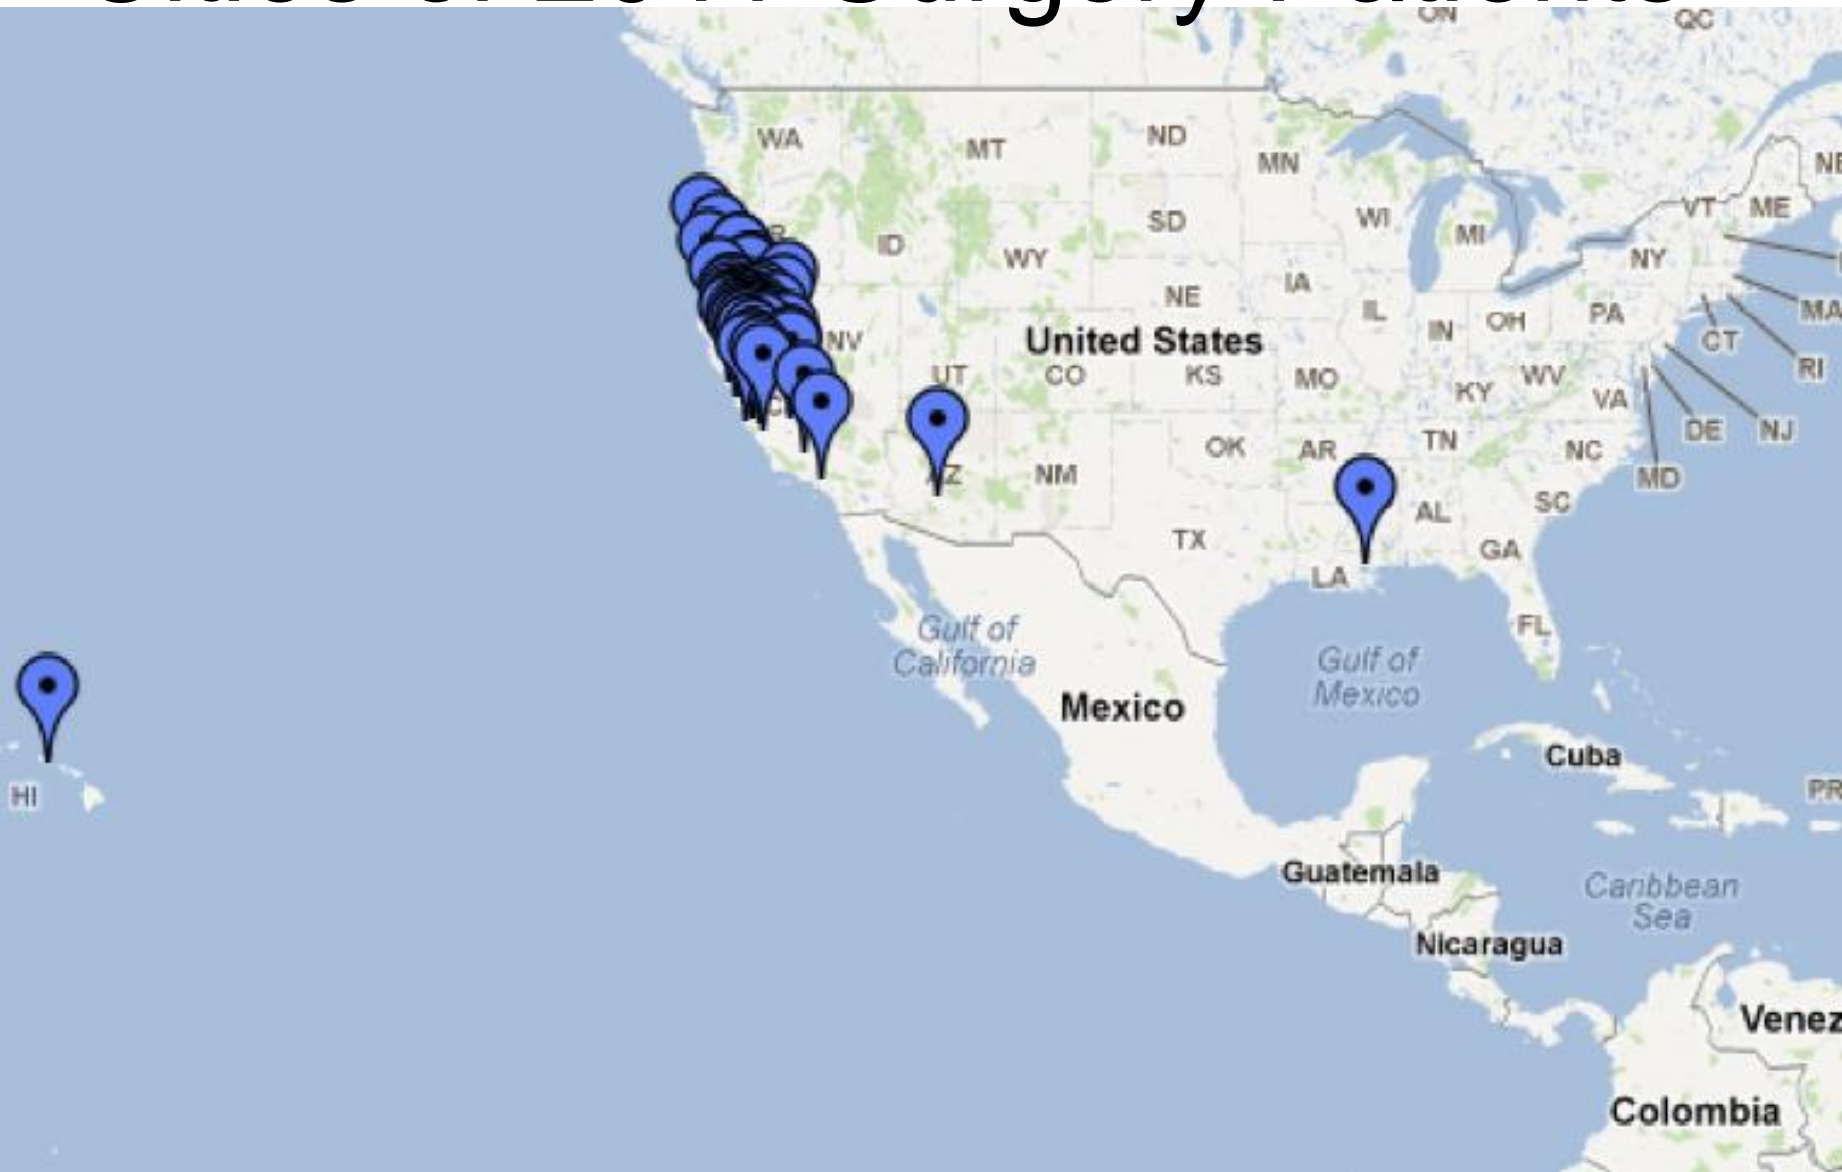 ON
QC
WA
MT
ND
MN
NE
VT
ME
SD
WI
MI
ID
WY
NY
NE
IA
IL
IN
OH
PA
MA
NV
United States
CT
RI
UT
CO
KS
MO
KY
WV
VA
DE
NJ
OK
AR
TN
NC
MD
NM
SC
AL
TX
GA
LA
FL
Gulf of
California
Gulf of
Mexico
Mexico
Cuba
HI
PR
Guatemala
Caribbean
Sea
Nicaragua
Venez
Colombia